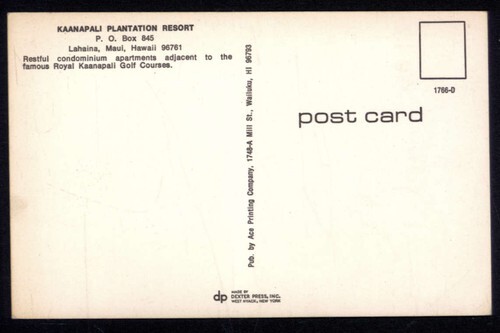 KAANAPALI PLANTATION RESORT
P. O. Box 845
Lahaina, Maui, Hawaii 96761
Restful condominium apartments adjacent to the
famous Royal Kaanapali Golf Courses.
Pub. by Ace Printing Company, 1748-A Mill St., Wailuku, HI 96793
1766-D
post card
dp
MADE BY
DEXTER PRESS, INC.
WEST NYACK, NEW YORK